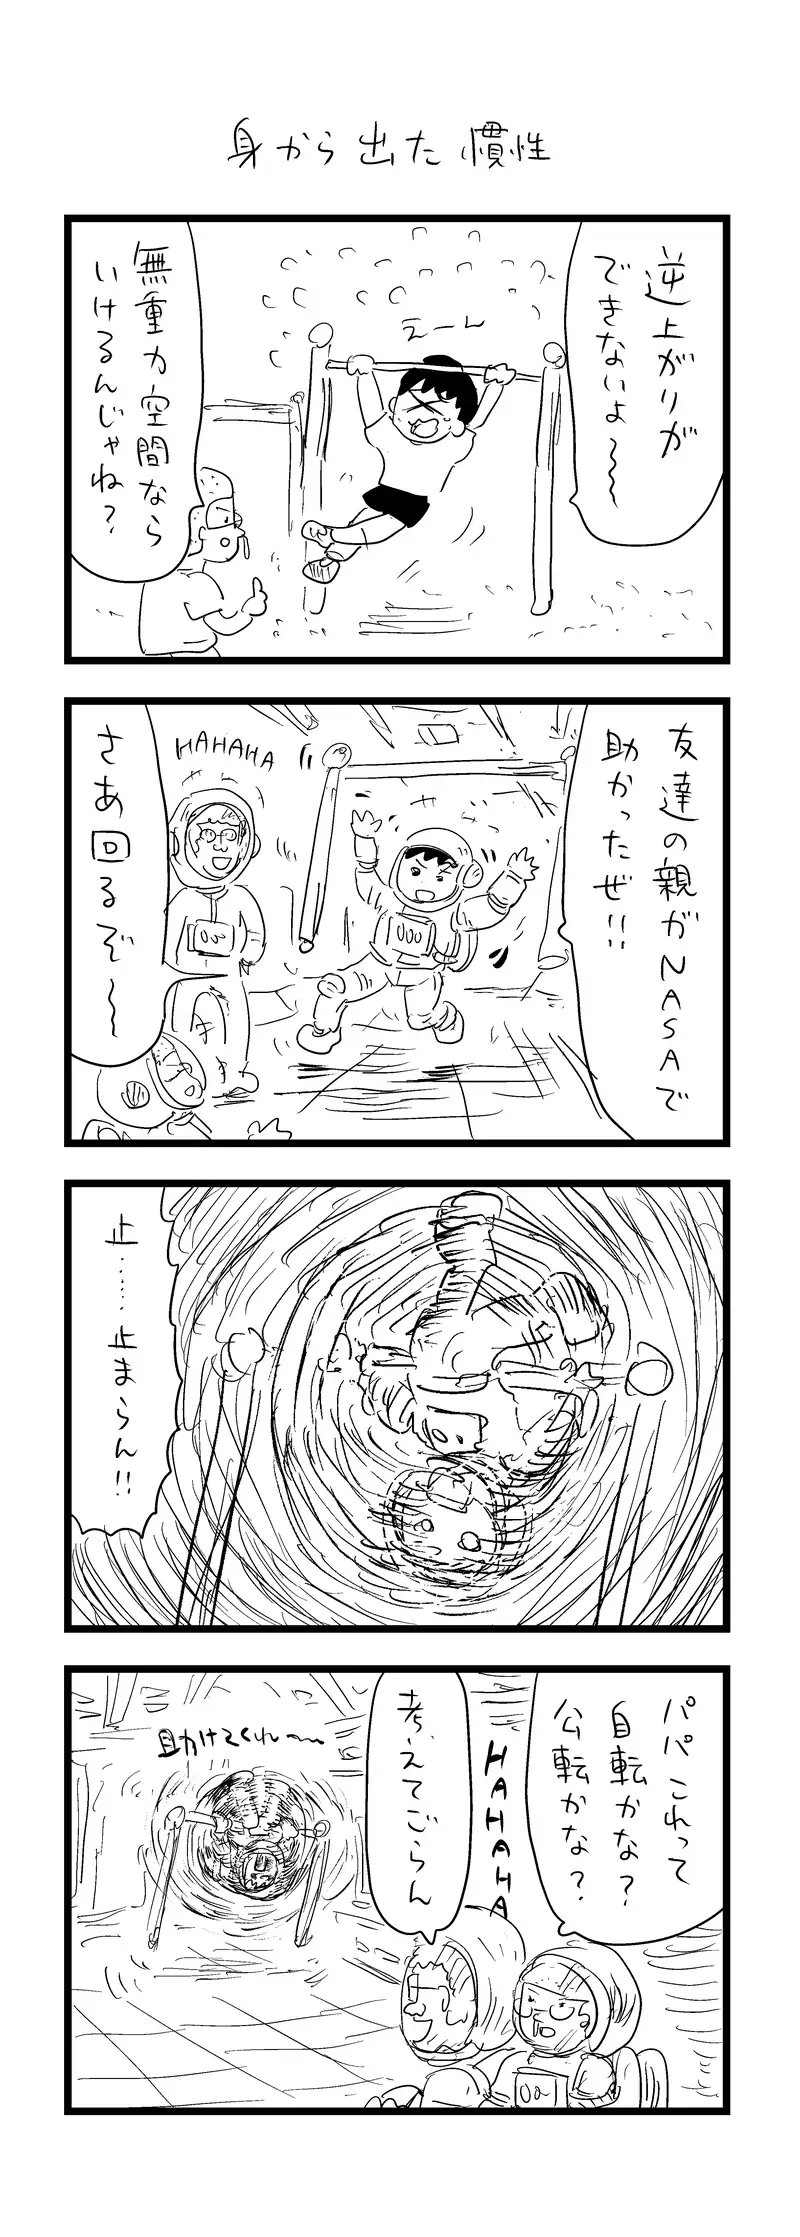 身から出た慣性
逆上がりが
できないよ〜〜
えーん
無重力空間なら
いけるんじゃね?
友達の親がNASAで
助かったぜ!!
HAHAHA
さあ回るぞ〜〜
止……止まらん!!
パパこれって
自転かな?
公転かな?
HAHAHA
考えてごらん
助けてくれ〜〜